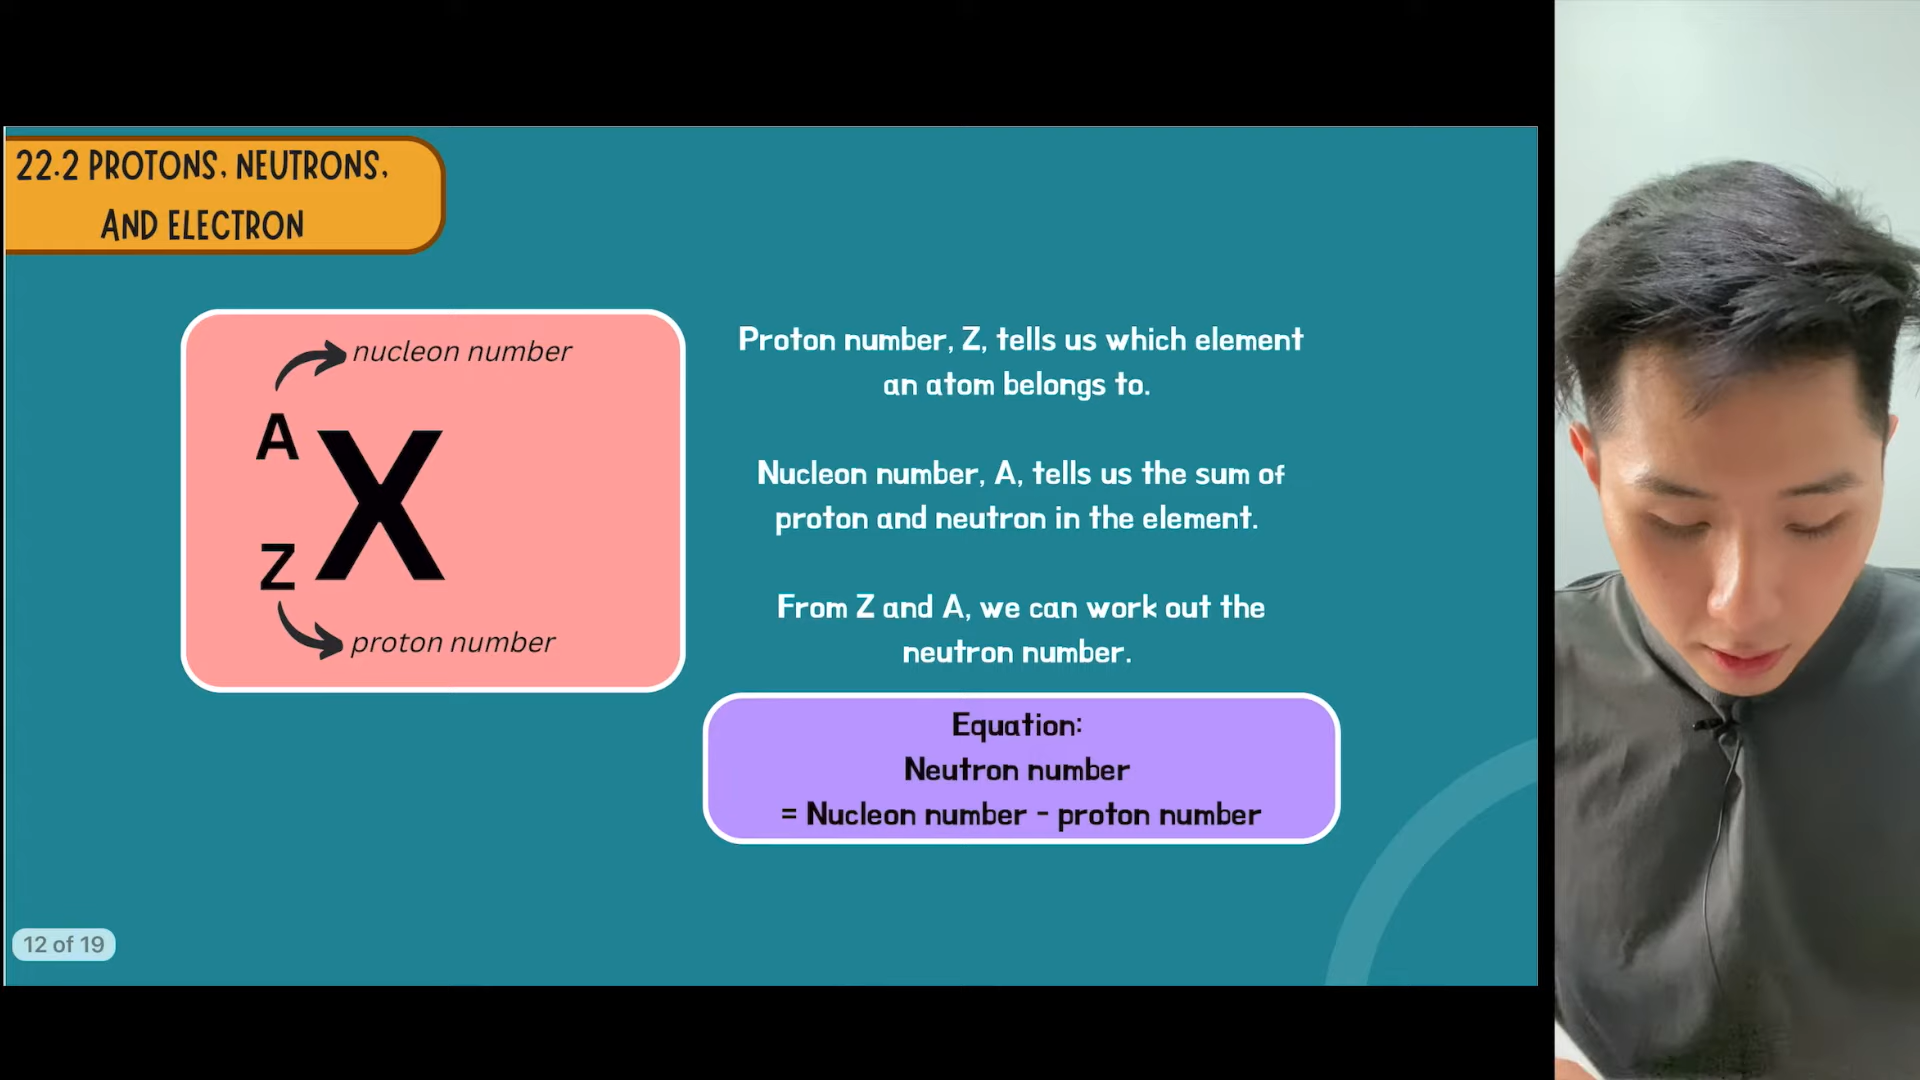 22.2 PROTONS, NEUTRONS,
AND ELECTRON
nucleon number
A
X
Z
proton number
Proton number, Z, tells us which element
an atom belongs to.
Nucleon number, A, tells us the sum of
proton and neutron in the element.
From Z and A, we can work out the
neutron number.
Equation:
Neutron number
= Nucleon number - proton number
12 of 19